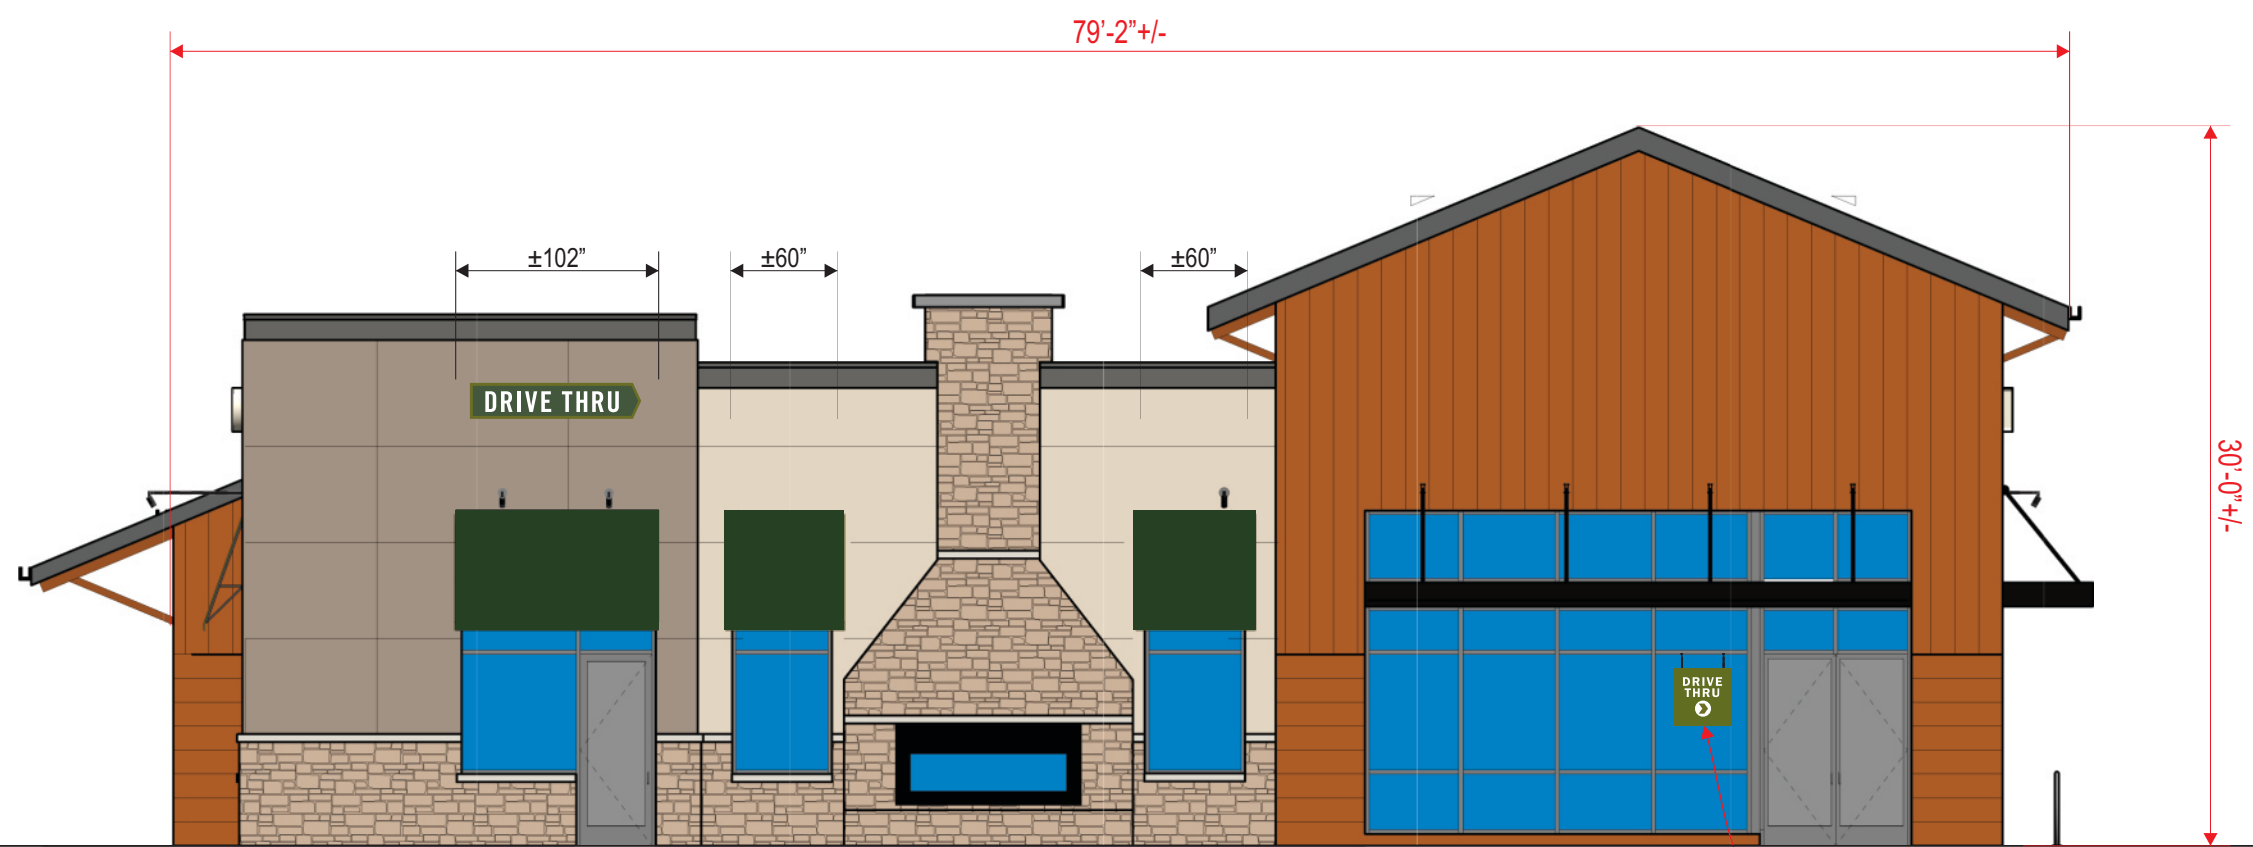 79’-2”+/-
±102”
±60”
±60”
DRIVE THRU
30’-0”+/-
DRIVE
THRU